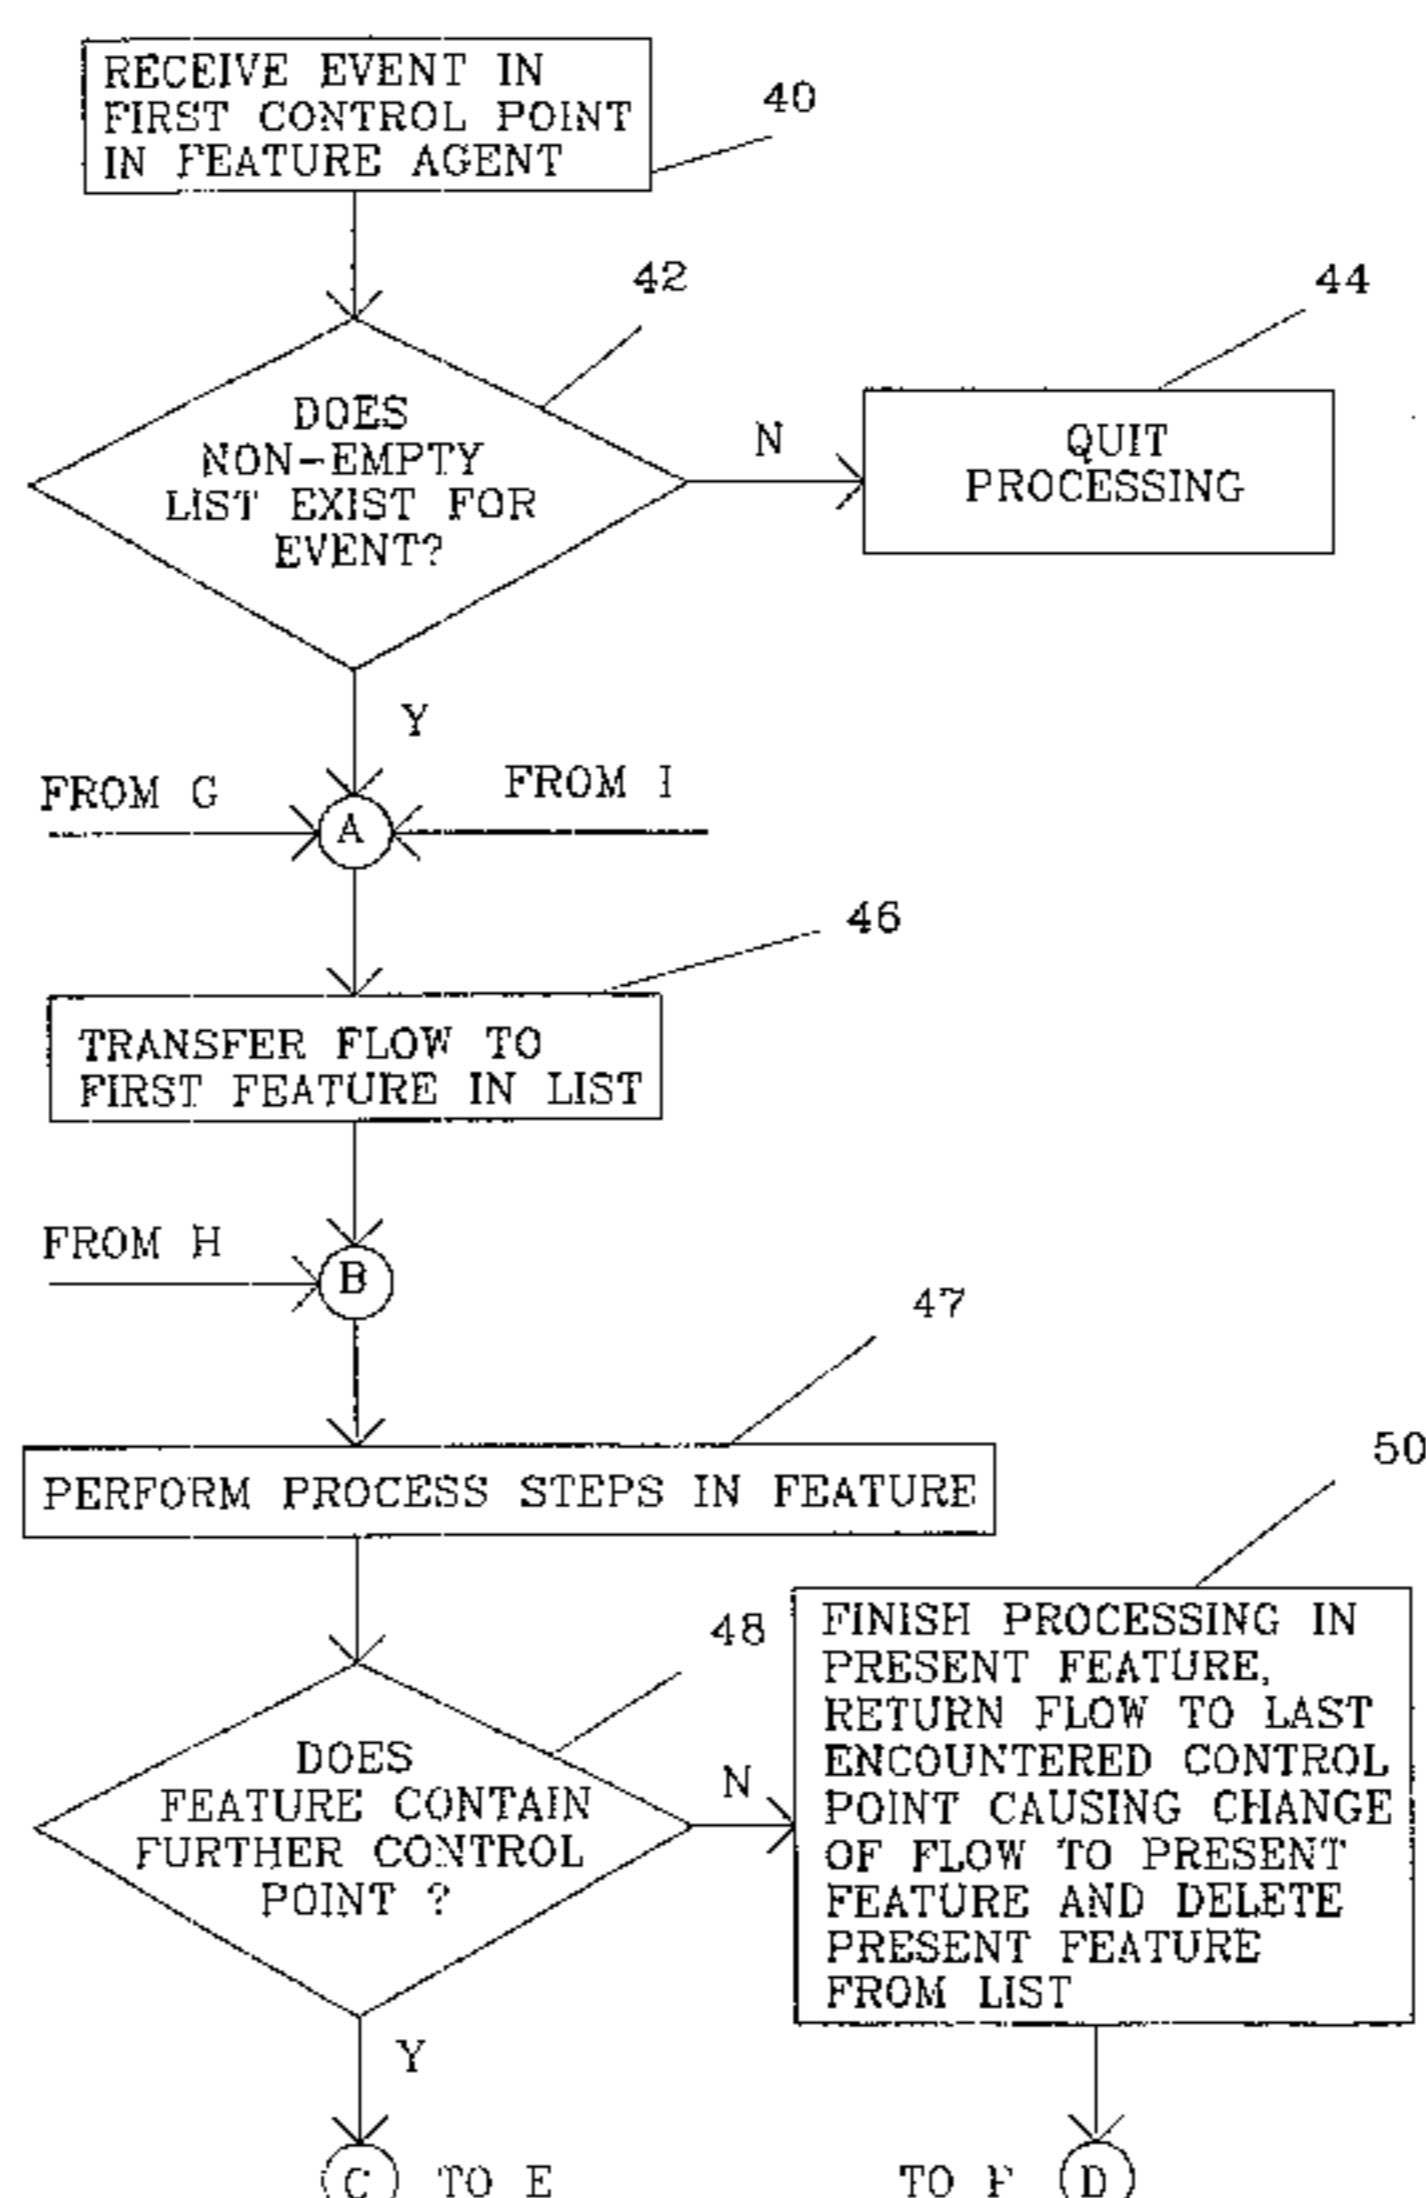 RECEIVE EVENT IN
FIRST CONTROL POINT
IN FEATURE AGENT
40
42
44
DOES
NON-EMPTY
LIST EXIST FOR
EVENT?
N
QUIT
PROCESSING
Y
FROM G
FROM I
A
46
TRANSFER FLOW TO
FIRST FEATURE IN LIST
FROM H
B
47
PERFORM PROCESS STEPS IN FEATURE
50
48
DOES
FEATURE CONTAIN
FURTHER CONTROL
POINT ?
N
FINISH PROCESSING IN
PRESENT FEATURE,
RETURN FLOW TO LAST
ENCOUNTERED CONTROL
POINT CAUSING CHANGE
OF FLOW TO PRESENT
FEATURE AND DELETE
PRESENT FEATURE
FROM LIST
Y
C TO E
TO F D